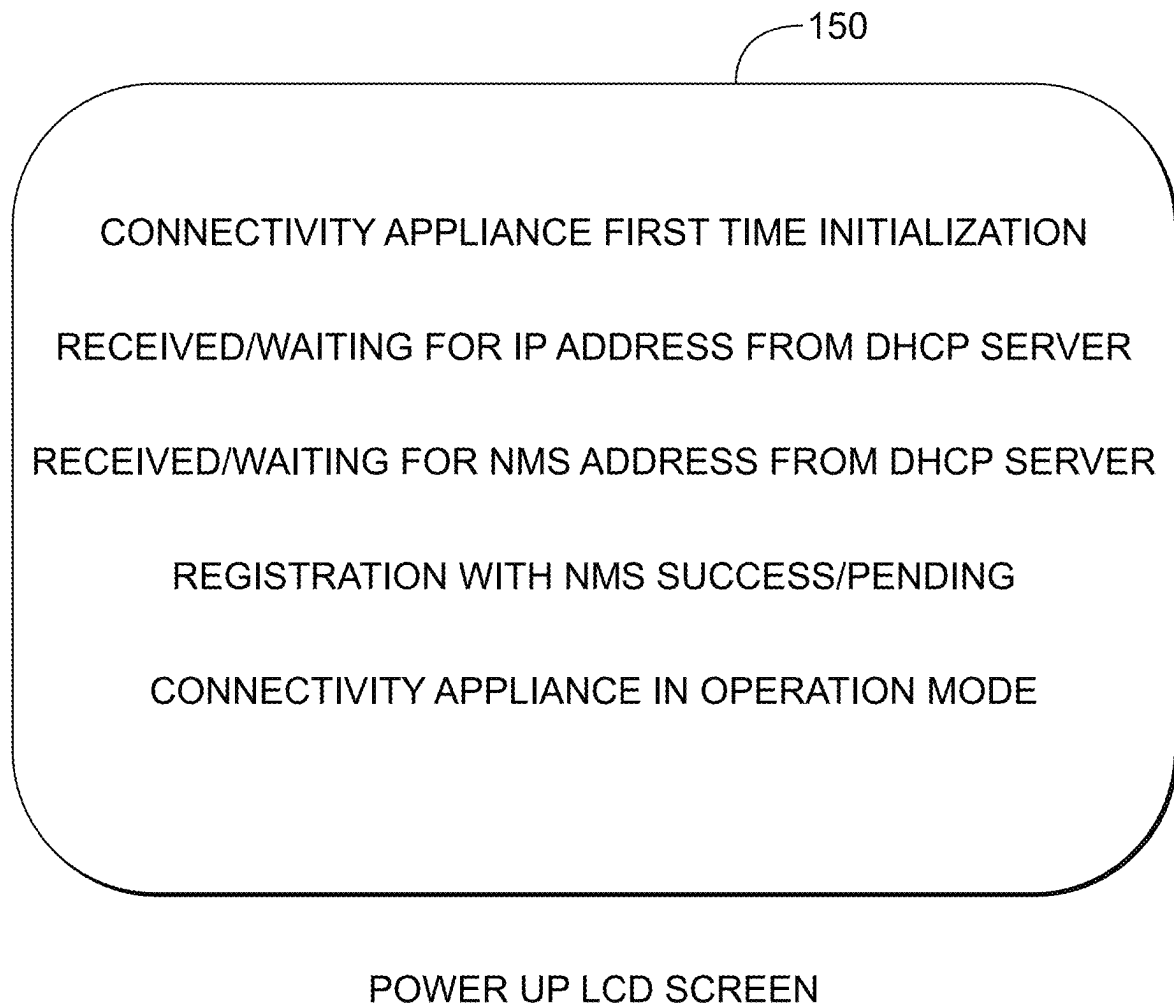 150
CONNECTIVITY APPLIANCE FIRST TIME INITIALIZATION
RECEIVED/WAITING FOR IP ADDRESS FROM DHCP SERVER
RECEIVED/WAITING FOR NMS ADDRESS FROM DHCP SERVER
REGISTRATION WITH NMS SUCCESS/PENDING
CONNECTIVITY APPLIANCE IN OPERATION MODE
POWER UP LCD SCREEN